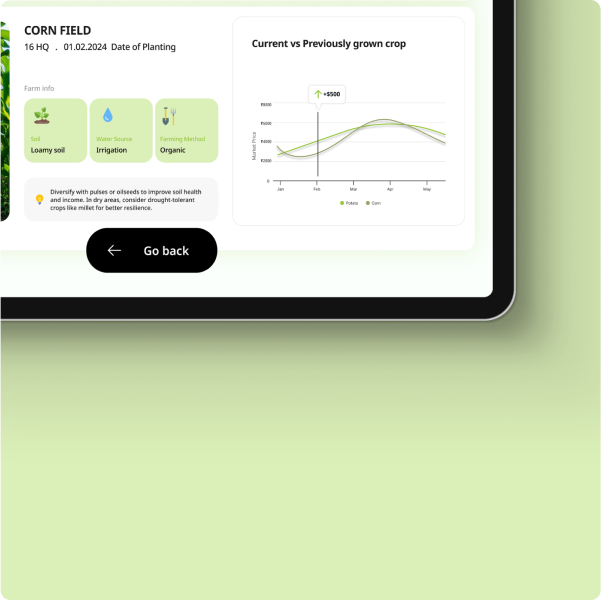 CORN FIELD
16 HQ . 01.02.2024 Date of Planting
Farm info
Soil
Loamy soil
Water Source
Irrigation
Farming Method
Organic
Diversify with pulses or oilseeds to improve soil health
and income. In dry areas, consider drought-tolerant
crops like millet for better resilience.
Go back
Current vs Previously grown crop
+$500
Market Price
₹8000
₹6000
₹4000
₹2000
0
Jan Feb Mar Apr May
Potato Corn